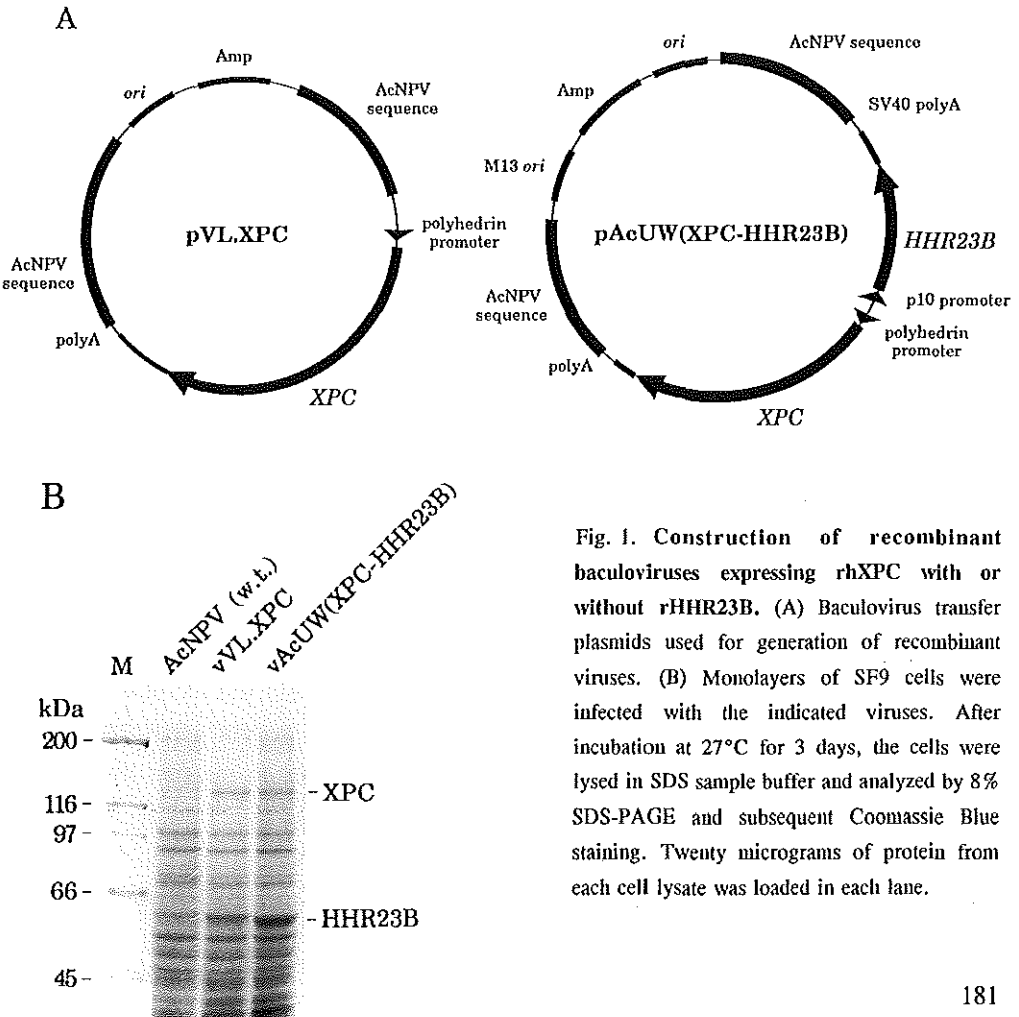 A
Amp
ori
AcNPV
sequence
polyhedrin
promoter
pVL.XPC
AcNPV
sequence
polyA
XPC
ori
AcNPV sequence
Amp
SV40 polyA
M13 ori
pAcUW(XPC-HHR23B)
HHR23B
AcNPV
sequence
p10 promoter
polyhedrin
promoter
polyA
XPC
B
M
AcNPV (w.t.)
vVL.XPC
vAcUW(XPC-HHR23B)
kDa
200 -
116 -
97 -
66 -
45 -
- XPC
- HHR23B
Fig. 1. Construction of recombinant
baculoviruses expressing rhXPC with or
without rHHR23B. (A) Baculovirus transfer
plasmids used for generation of recombinant
viruses. (B) Monolayers of SF9 cells were
infected with the indicated viruses. After
incubation at 27°C for 3 days, the cells were
lysed in SDS sample buffer and analyzed by 8%
SDS-PAGE and subsequent Coomassie Blue
staining. Twenty micrograms of protein from
each cell lysate was loaded in each lane.
181